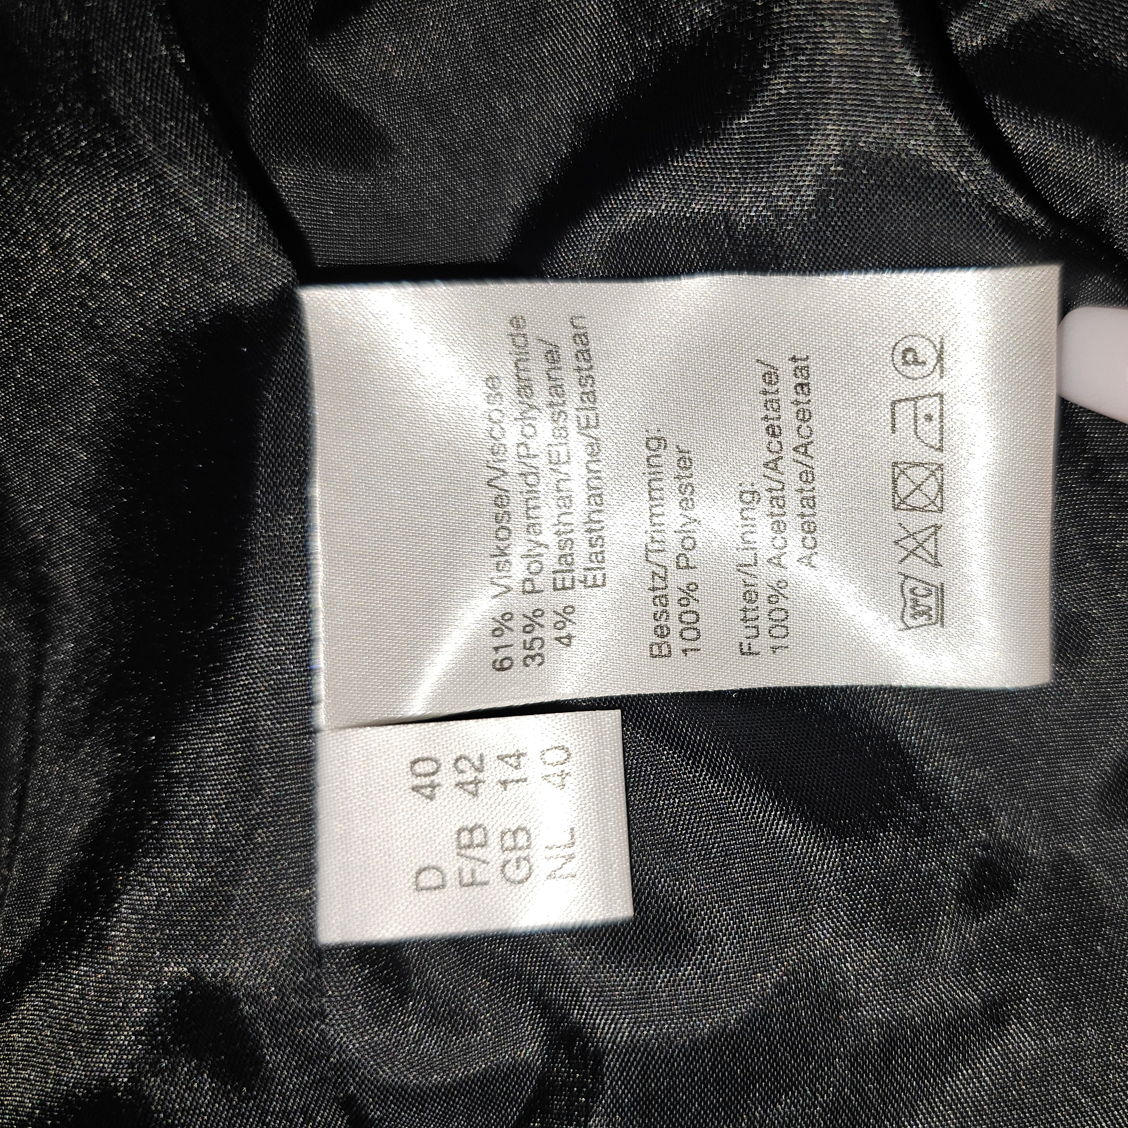 61% Viskose/Viscose
35% Polyamid/Polyamide
4% Elasthan/Elastane/
Élasthanne/Elastaan
Besatz/Trimming:
100% Polyester
Futter/Lining:
100% Acetat/Acetate/
Acetate/Acetaat
30°C
P
D 40
F/B 42
GB 14
NL 40